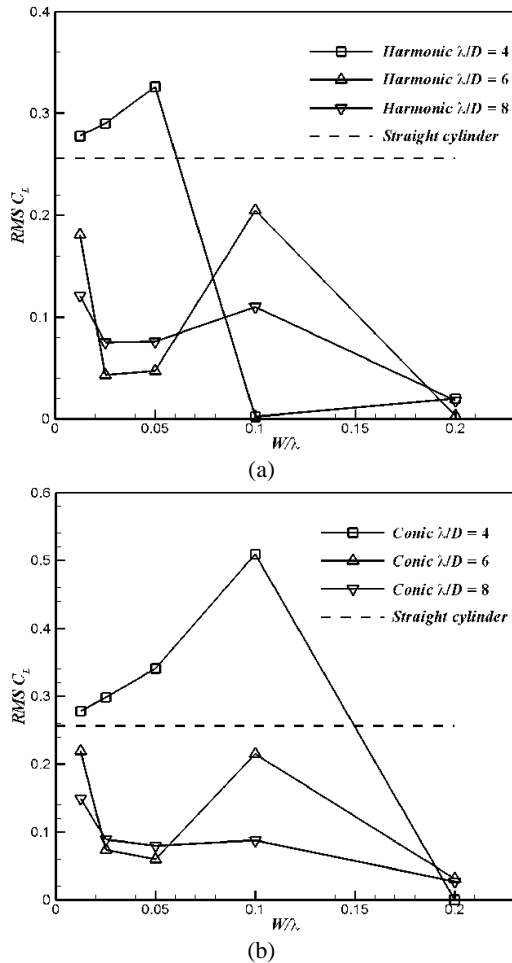 0.4
0.3
0.2
0.1
0
RMS C_L
Harmonic λ/D = 4
Harmonic λ/D = 6
Harmonic λ/D = 8
Straight cylinder
0 0.05 0.1 0.15 0.2
W/λ
(a)
0.6
0.5
0.4
0.3
0.2
0.1
0
RMS C_L
Conic λ/D = 4
Conic λ/D = 6
Conic λ/D = 8
Straight cylinder
0 0.05 0.1 0.15 0.2
W/λ
(b)